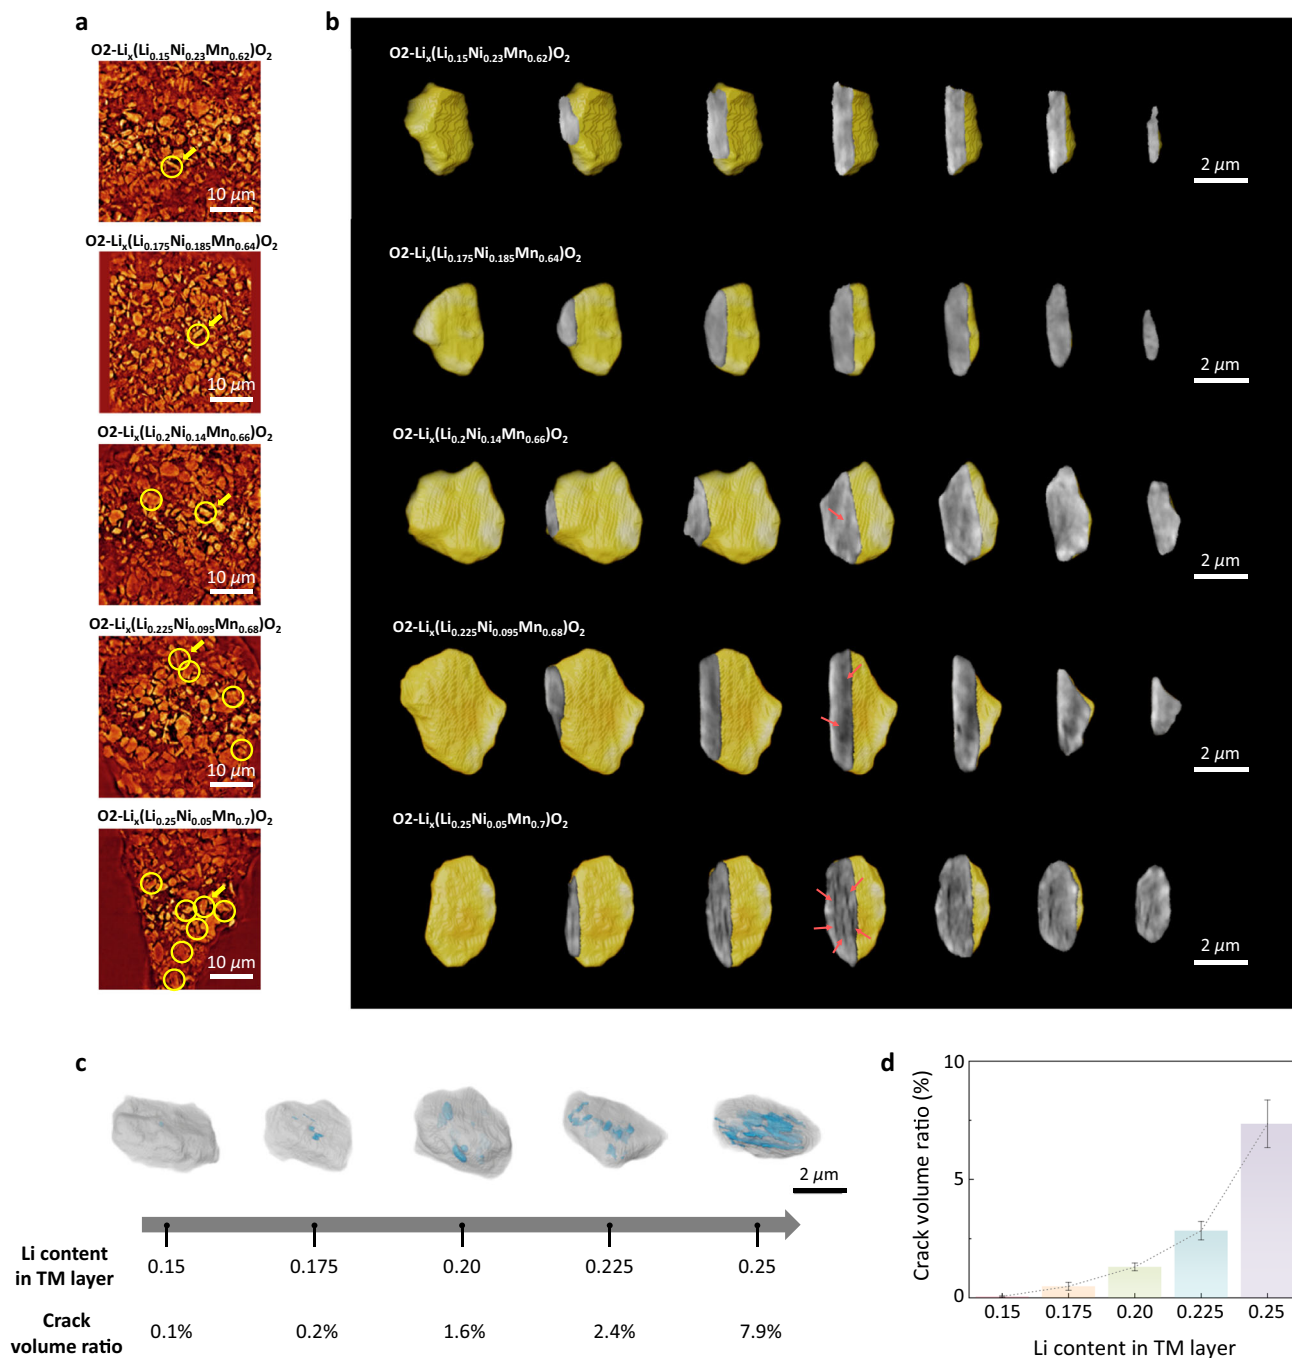 a
O2-Liₓ(Li₀.₁₅Ni₀.₂₃Mn₀.₆₂)O₂
10 μm
O2-Liₓ(Li₀.₁₇₅Ni₀.₁₈₅Mn₀.₆₄)O₂
10 μm
O2-Liₓ(Li₀.₂Ni₀.₁₄Mn₀.₆₆)O₂
10 μm
O2-Liₓ(Li₀.₂₂₅Ni₀.₀₉₅Mn₀.₆₈)O₂
10 μm
O2-Liₓ(Li₀.₂₅Ni₀.₀₅Mn₀.₇)O₂
10 μm
b
O2-Liₓ(Li₀.₁₅Ni₀.₂₃Mn₀.₆₂)O₂
2 μm
O2-Liₓ(Li₀.₁₇₅Ni₀.₁₈₅Mn₀.₆₄)O₂
2 μm
O2-Liₓ(Li₀.₂Ni₀.₁₄Mn₀.₆₆)O₂
2 μm
O2-Liₓ(Li₀.₂₂₅Ni₀.₀₉₅Mn₀.₆₈)O₂
2 μm
O2-Liₓ(Li₀.₂₅Ni₀.₀₅Mn₀.₇)O₂
2 μm
c
2 μm
Li content
in TM layer
0.15 0.175 0.20 0.225 0.25
Crack
volume ratio
0.1% 0.2% 1.6% 2.4% 7.9%
d
Crack volume ratio (%)
10
5
0
0.15 0.175 0.20 0.225 0.25
Li content in TM layer